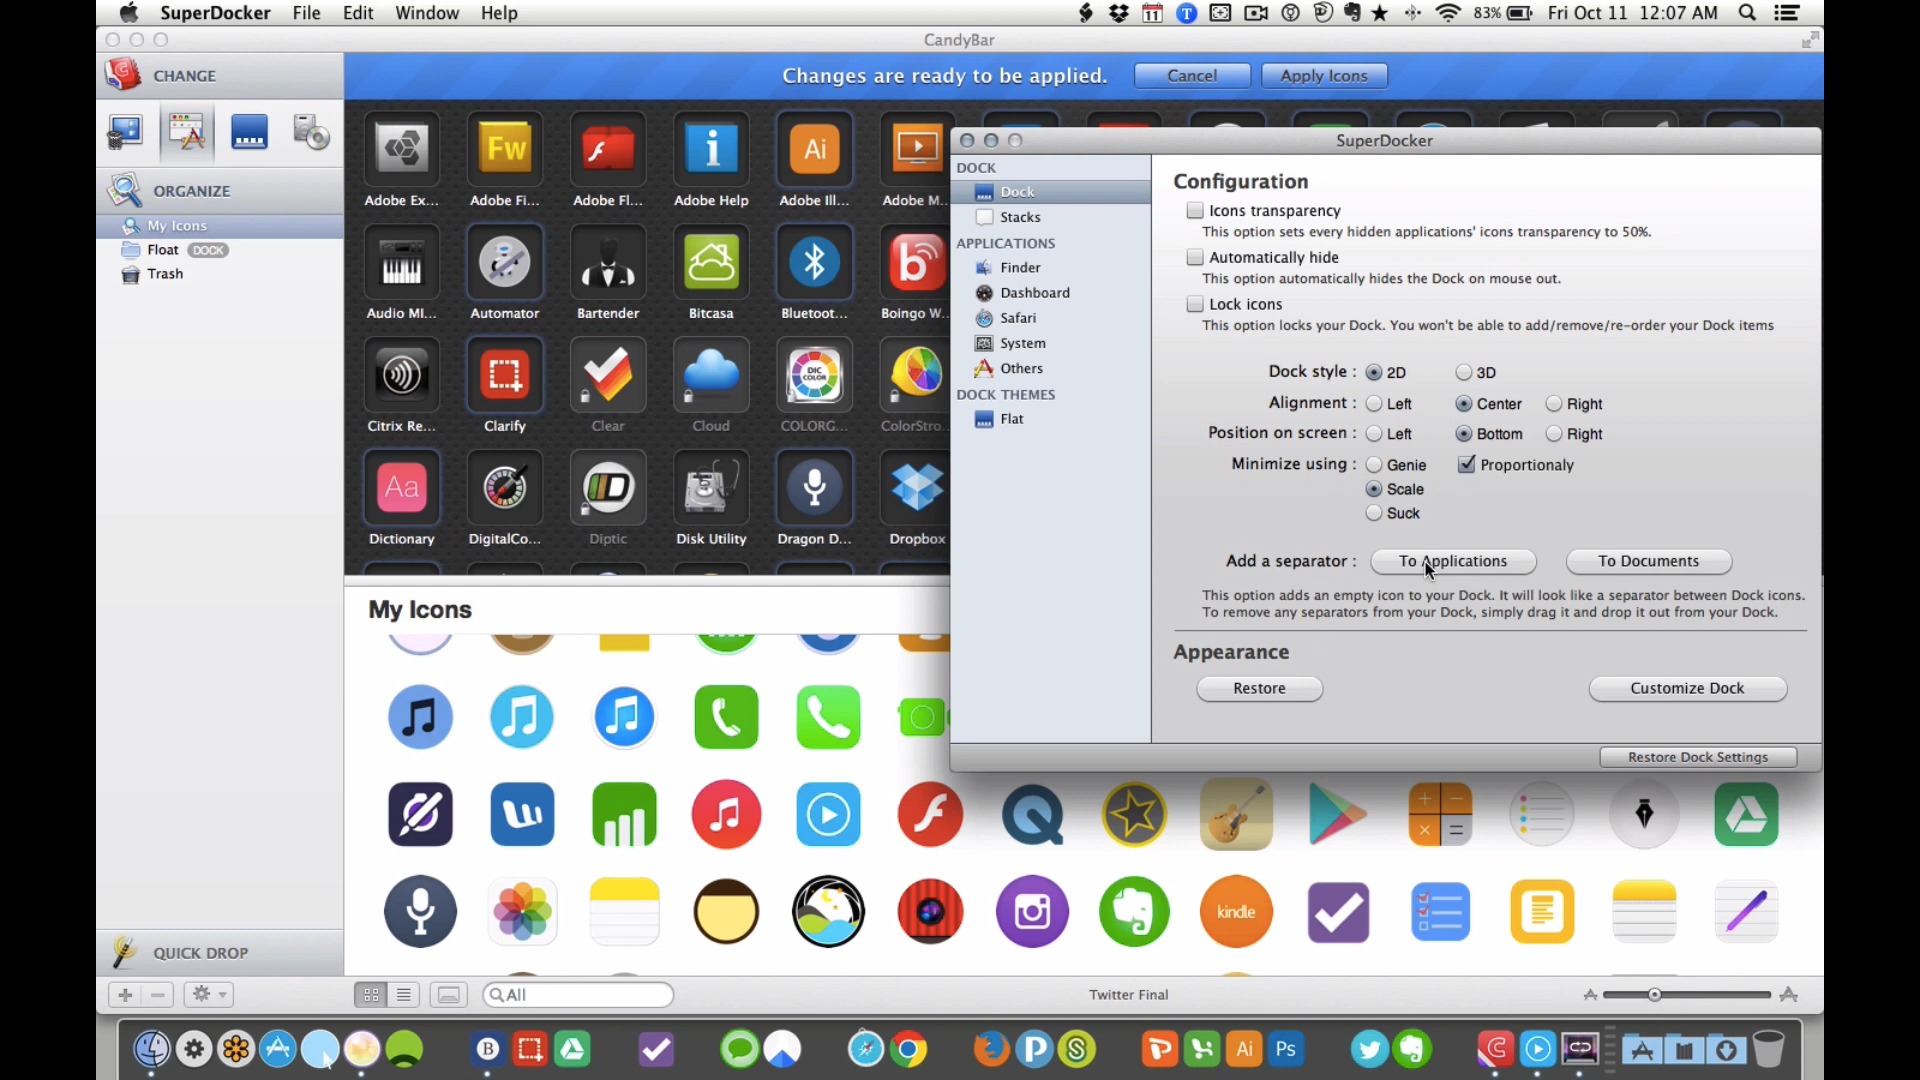 SuperDocker File Edit Window Help
11 T 83% Fri Oct 11 12:07 AM
CandyBar
CHANGE
Changes are ready to be applied. Cancel Apply Icons
ORGANIZE
My Icons
Float DOCK
Trash
QUICK DROP
Fw f i Ai
Adobe Ex... Adobe Fi... Adobe Fl... Adobe Help Adobe Ill... Adobe M...
b
Audio MI... Automator Bartender Bitcasa Bluetoot... Boingo W...
DIC COLOR
Citrix Re... Clarify Clear Cloud COLORG... ColorStro...
Aa
Dictionary DigitalCo... Diptic Disk Utility Dragon D... Dropbox
My Icons
SuperDocker
DOCK
Dock
Stacks
APPLICATIONS
Finder
Dashboard
Safari
System
Others
DOCK THEMES
Flat
Configuration
Icons transparency
This option sets every hidden applications' icons transparency to 50%.
Automatically hide
This option automatically hides the Dock on mouse out.
Lock icons
This option locks your Dock. You won't be able to add/remove/re-order your Dock items
Dock style : 2D 3D
Alignment : Left Center Right
Position on screen : Left Bottom Right
Minimize using : Genie Proportionaly
Scale
Suck
Add a separator : To Applications To Documents
This option adds an empty icon to your Dock. It will look like a separator between Dock icons.
To remove any separators from your Dock, simply drag it and drop it out from your Dock.
Appearance
Restore Customize Dock
Restore Dock Settings
kindle
All Twitter Final
B P S Ai Ps